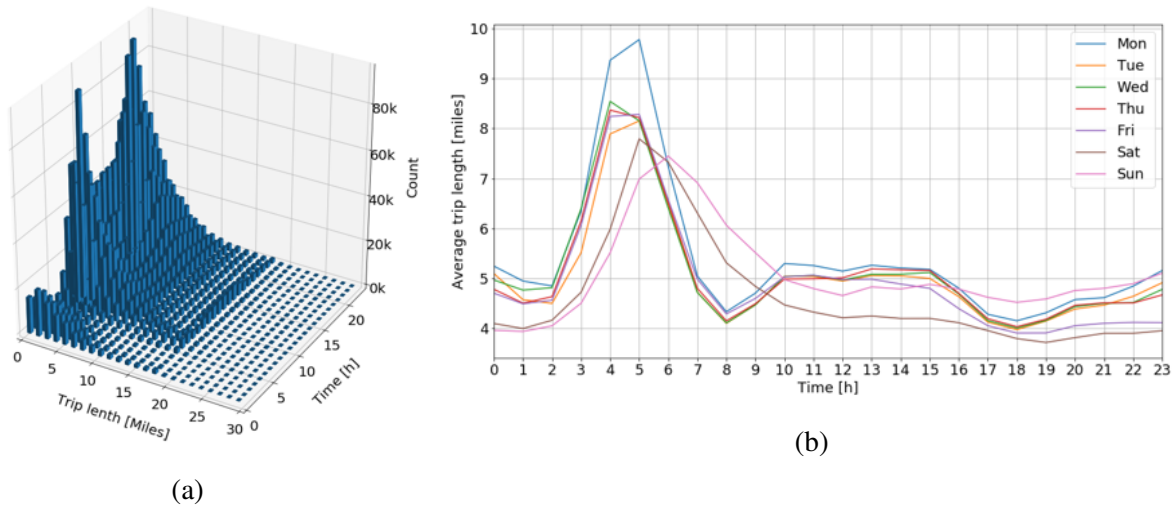 80k
60k
40k
20k
0k
Count
0
5
10
15
20
25
30
Trip lenth [Miles]
0
5
10
15
20
Time [h]
(a)
10
9
8
7
6
5
4
Average trip length [miles]
0 1 2 3 4 5 6 7 8 9 10 11 12 13 14 15 16 17 18 19 20 21 22 23
Time [h]
Mon
Tue
Wed
Thu
Fri
Sat
Sun
(b)